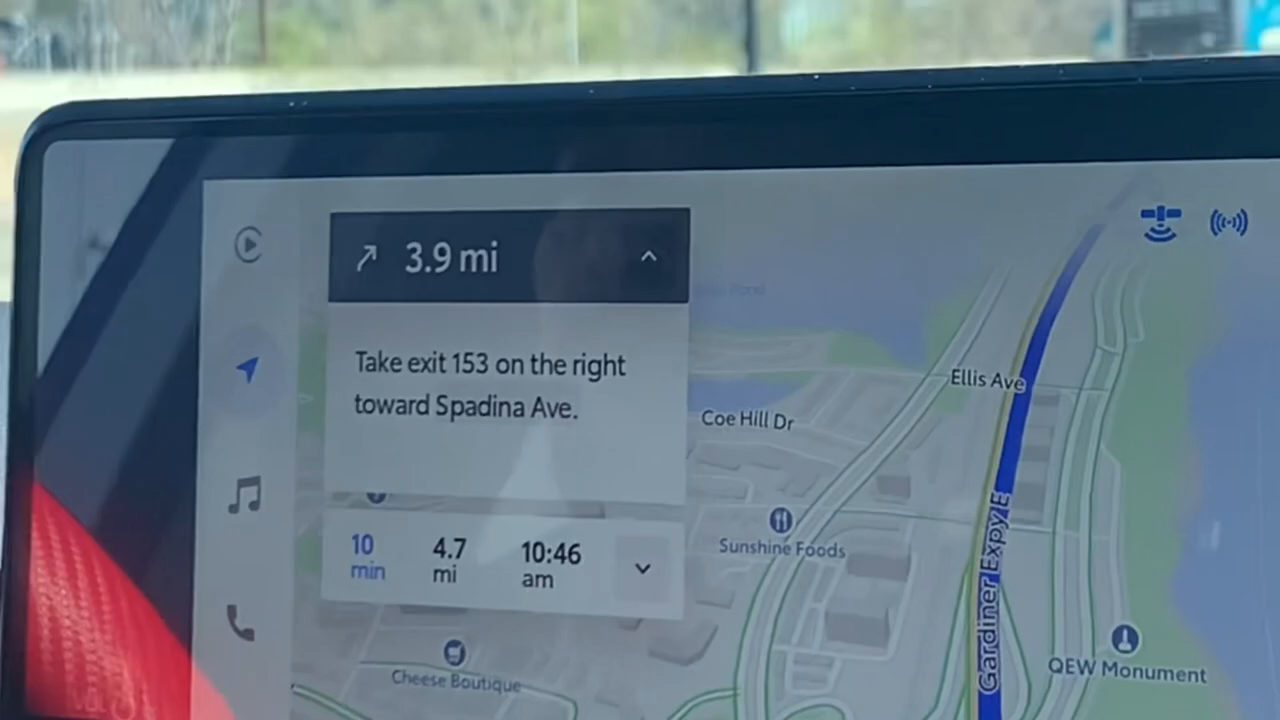 3.9 mi
Take exit 153 on the right
toward Spadina Ave.
10
min
4.7
mi
10:46
am
Ellis Ave
Coe Hill Dr
Sunshine Foods
Gardiner Expy E
QEW Monument
Cheese Boutique